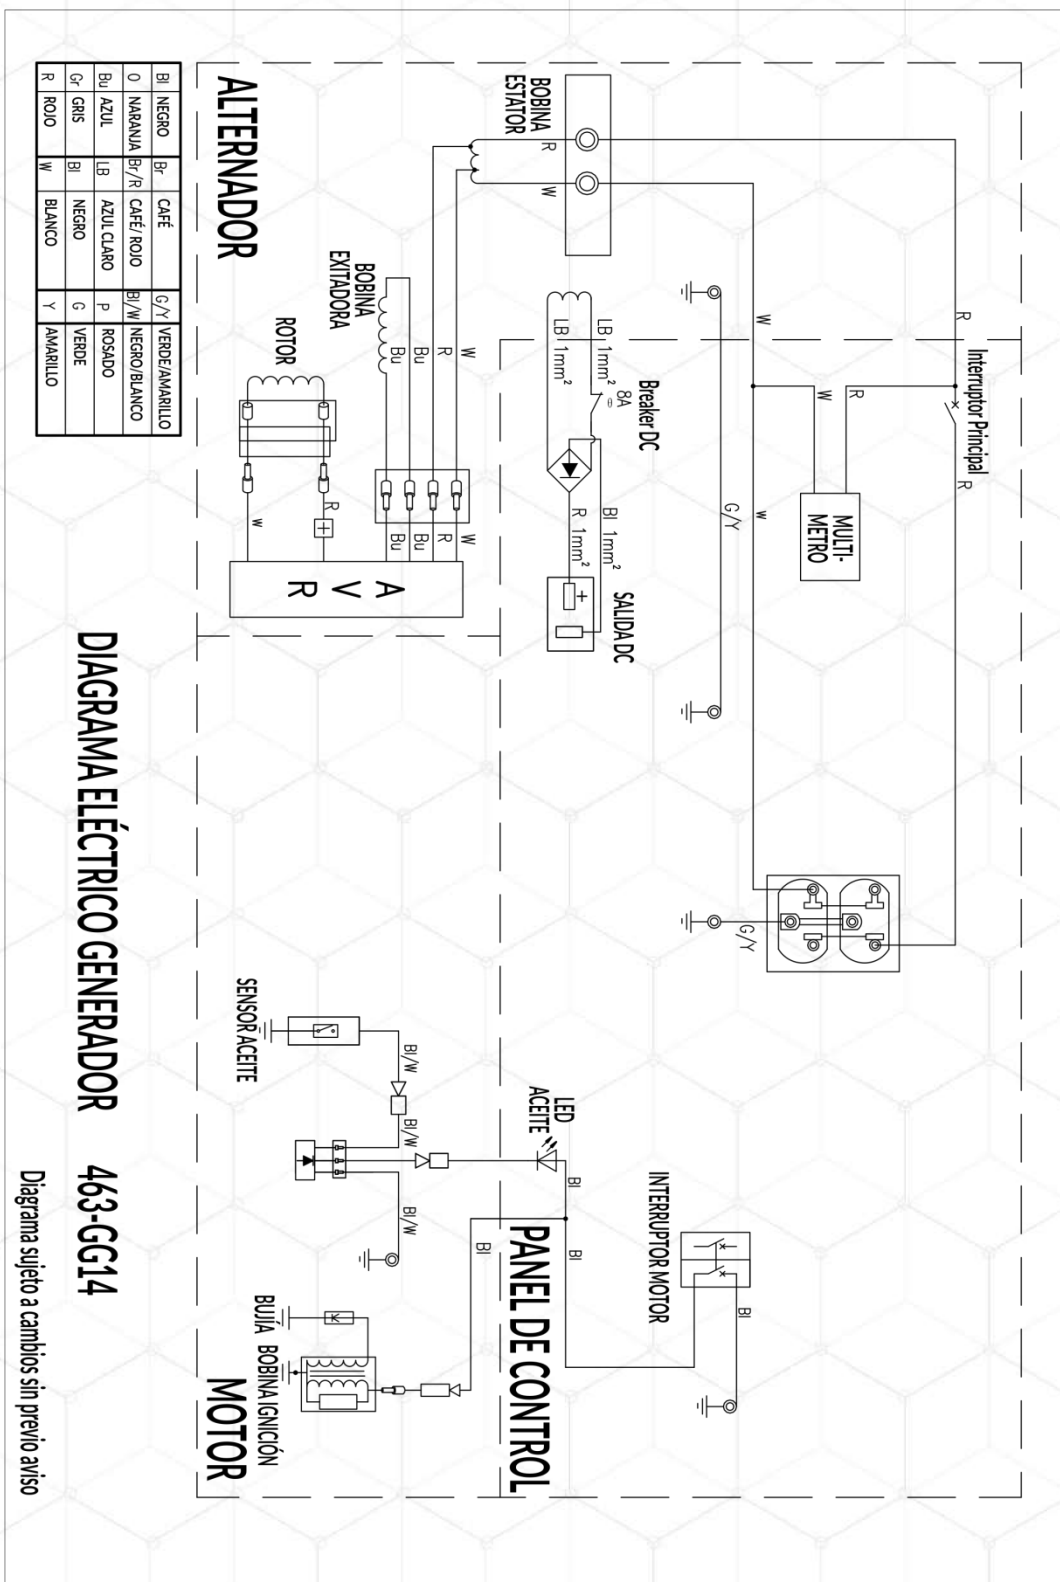 BOBINA
ESTATOR
R
W
R
Interruptor Principal
R
W
R
W
MULTI-
METRO
w
G/Y
G/Y
LB 1mm²
LB 1mm²
Breaker DC
8A
Bl 1mm²
R 1mm²
SALIDA DC
+
ALTERNADOR
BOBINA
EXITADORA
ROTOR
W
R
Bu
Bu
W
R
Bu
Bu
R
+
w
A V R
PANEL DE CONTROL
LED
ACEITE
INTERRUPTOR MOTOR
Bl
Bl
Bl
Bl
SENSOR ACEITE
Bl/W
Bl/W
Bl/W
BUJÍA
BOBINA IGNICIÓN
MOTOR
Bl NEGRO Br CAFÉ G/Y VERDE/AMARILLO
O NARANJA Br/R CAFÉ/ROJO Bl/W NEGRO/BLANCO
Bu AZUL LB AZUL CLARO P ROSADO
Gr GRIS Bl NEGRO G VERDE
R ROJO W BLANCO Y AMARILLO
DIAGRAMA ELÉCTRICO GENERADOR 463-GG14
Diagrama sujeto a cambios sin previo aviso